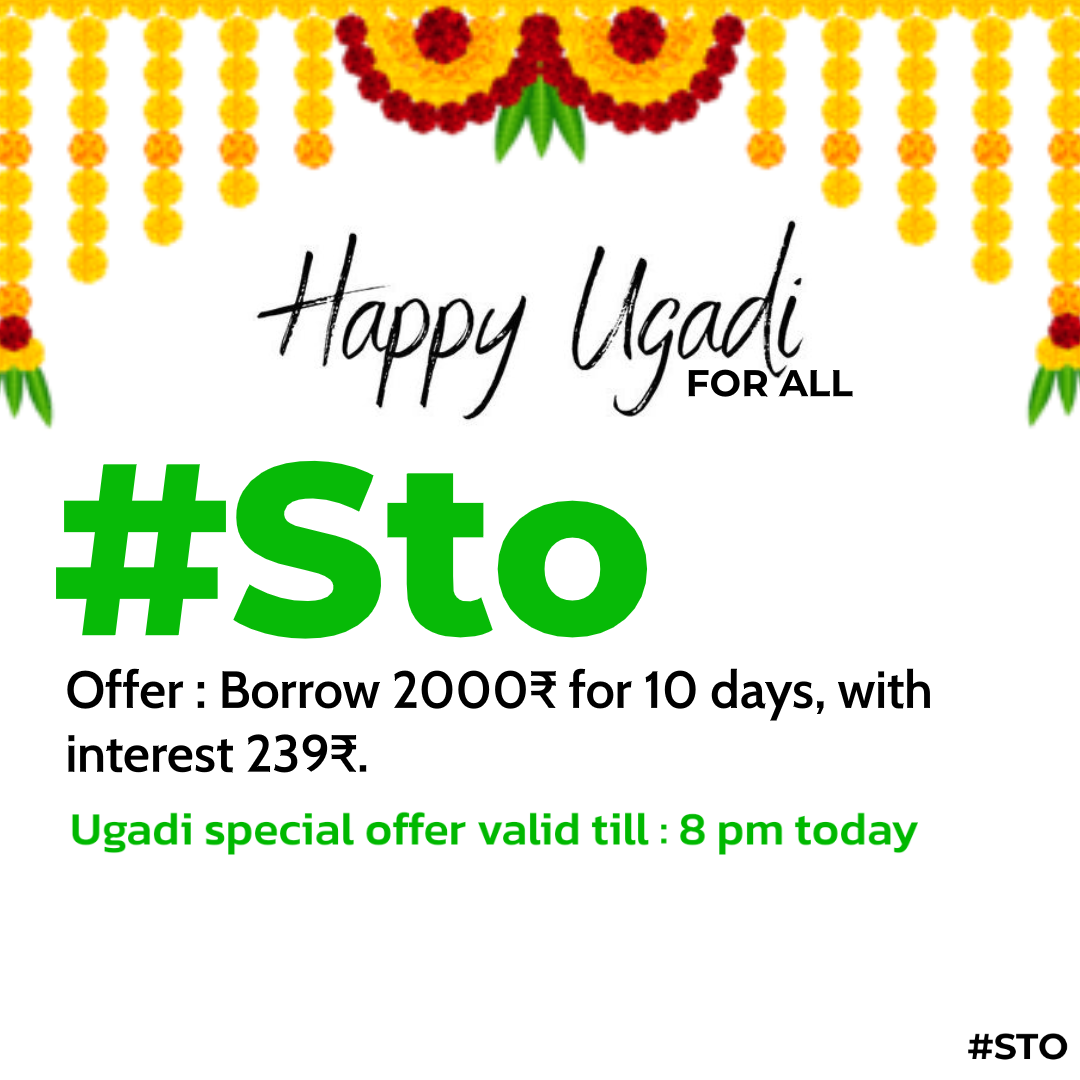 Happy Ugadi
FOR ALL
#Sto
Offer : Borrow 2000₹ for 10 days, with
interest 239₹.
Ugadi special offer valid till : 8 pm today
#STO